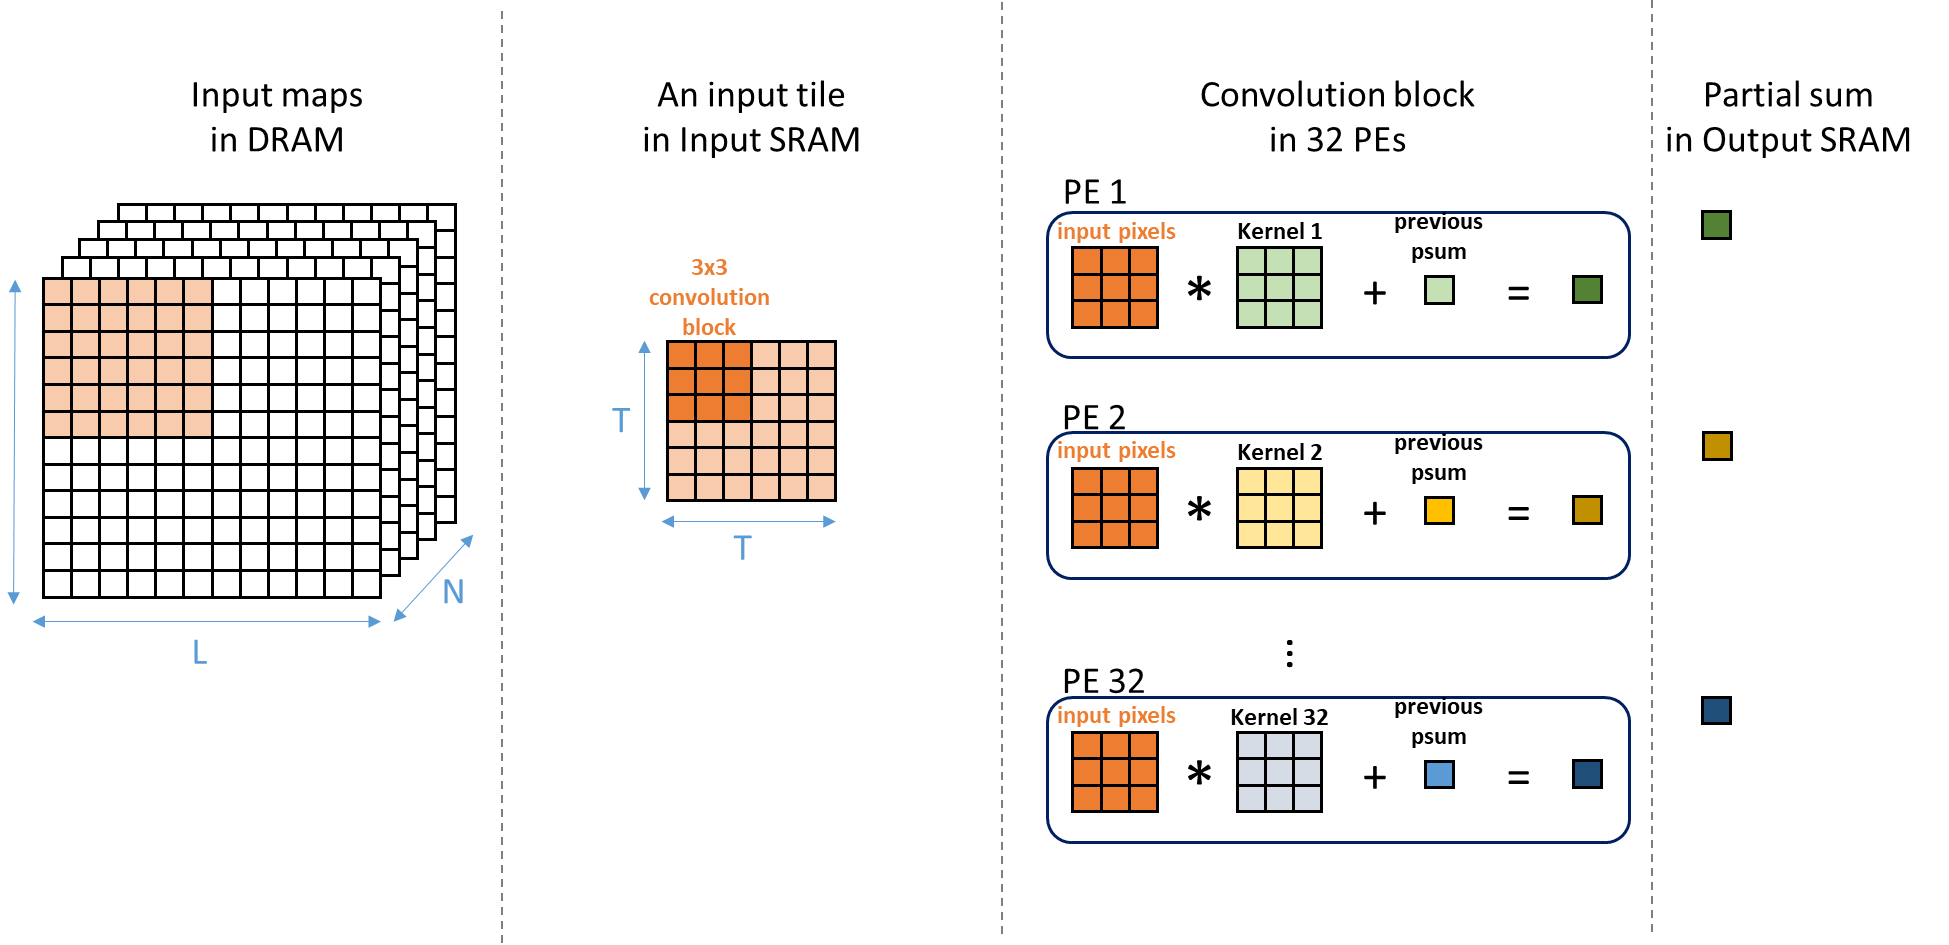 Input maps
in DRAM
L
N
An input tile
in Input SRAM
3x3
convolution
block
T
T
Convolution block
in 32 PEs
PE 1
input pixels
Kernel 1
previous
psum
*
+
=
PE 2
input pixels
Kernel 2
previous
psum
*
+
=
⋮
PE 32
input pixels
Kernel 32
previous
psum
*
+
=
Partial sum
in Output SRAM